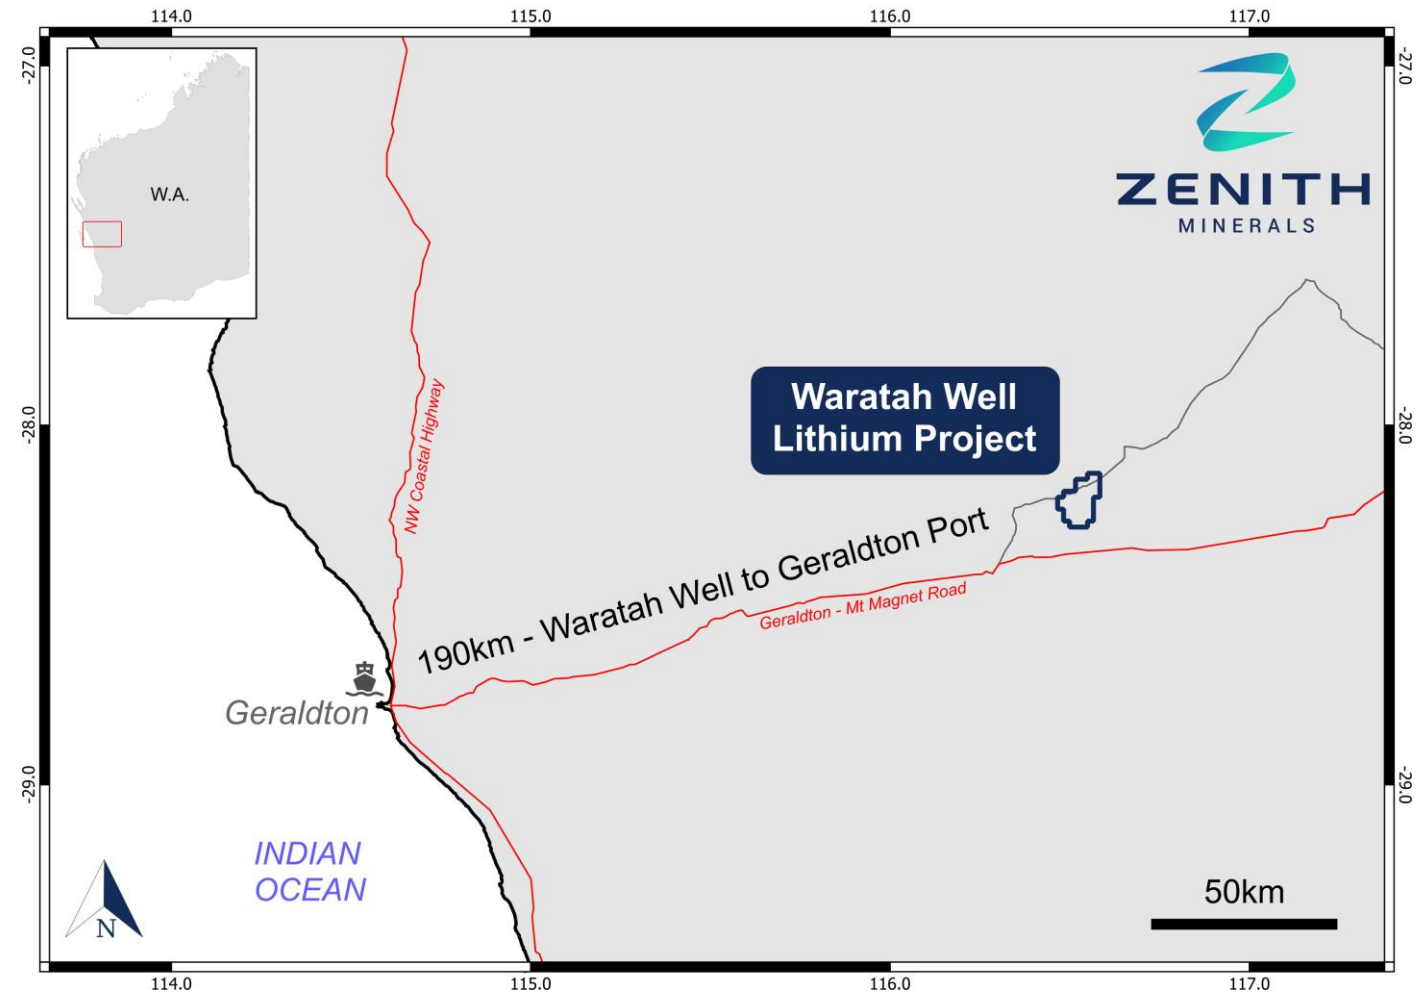 114.0 115.0 116.0 117.0
-27.0 -27.0
W.A.
ZENITH
MINERALS
NW Coastal Highway
Waratah Well
Lithium Project
-28.0 -28.0
190km - Waratah Well to Geraldton Port
Geraldton - Mt Magnet Road
Geraldton
-29.0 -29.0
INDIAN
OCEAN
N
50km
114.0 115.0 116.0 117.0